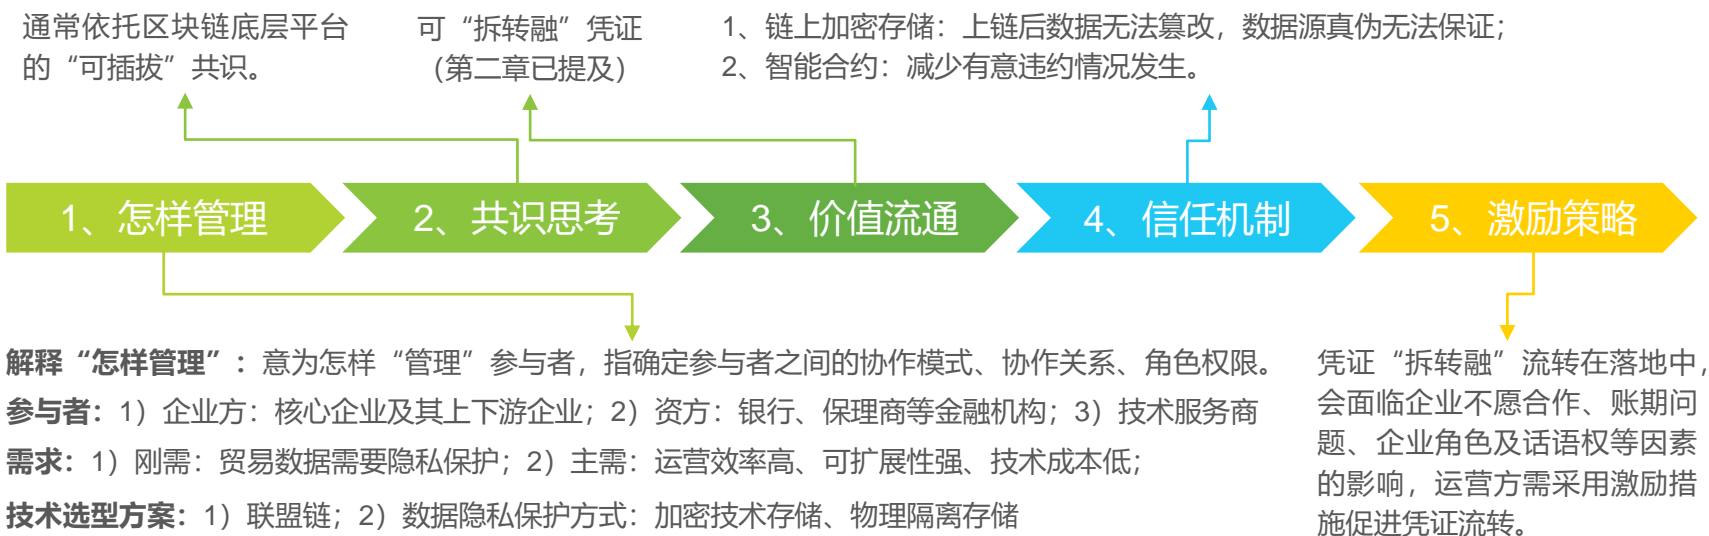 通常依托区块链底层平台
的“可插拔”共识。
可“拆转融”凭证
（第二章已提及）
1、链上加密存储：上链后数据无法篡改，数据源真伪无法保证；
2、智能合约：减少有意违约情况发生。
1、怎样管理
2、共识思考
3、价值流通
4、信任机制
5、激励策略
解释“怎样管理”：意为怎样“管理”参与者，指确定参与者之间的协作模式、协作关系、角色权限。
参与者：1）企业方：核心企业及其上下游企业；2）资方：银行、保理商等金融机构；3）技术服务商
需求：1）刚需：贸易数据需要隐私保护；2）主需：运营效率高、可扩展性强、技术成本低；
技术选型方案：1）联盟链；2）数据隐私保护方式：加密技术存储、物理隔离存储
凭证“拆转融”流转在落地中，
会面临企业不愿合作、账期问
题、企业角色及话语权等因素
的影响，运营方需采用激励措
施促进凭证流转。